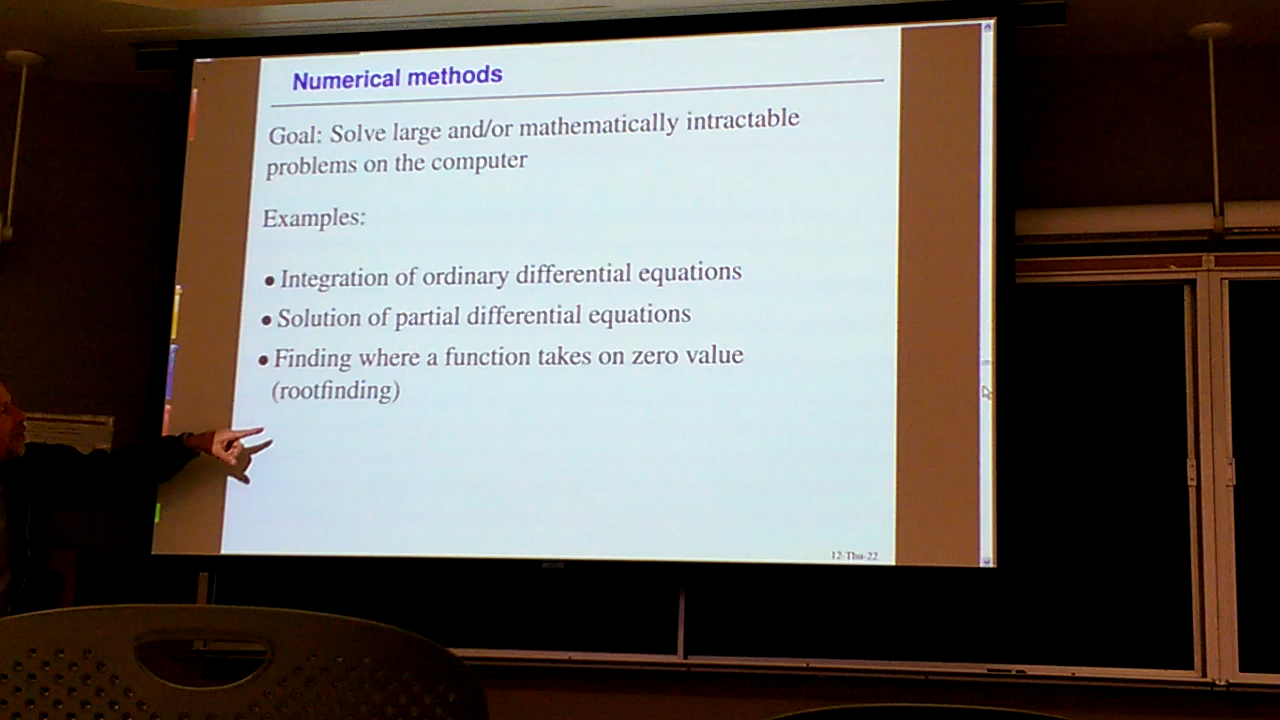 Numerical methods
Goal: Solve large and/or mathematically intractable
problems on the computer
Examples:
● Integration of ordinary differential equations
● Solution of partial differential equations
● Finding where a function takes on zero value
(rootfinding)
12-Thu-22